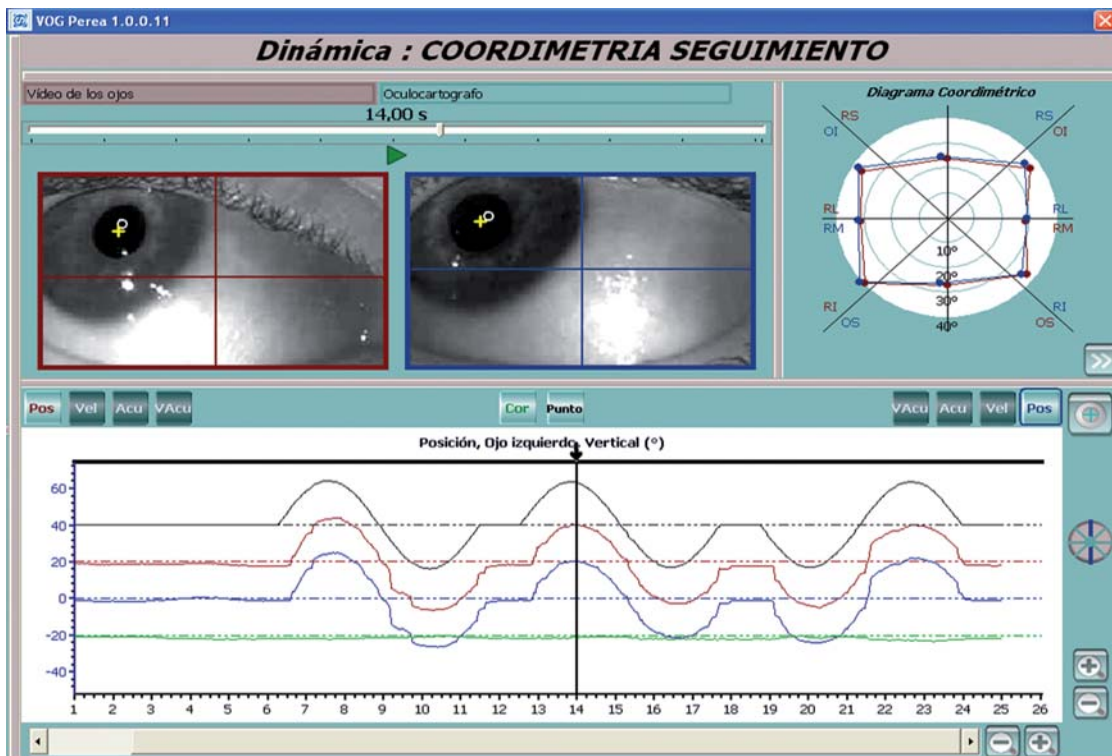 VOG Perea 1.0.0.11
Dinámica : COORDIMETRIA SEGUIMIENTO
Vídeo de los ojos
Oculocartografo
14,00 s
Diagrama Coordimétrico
RS
OI
RS
OI
RL
RM
RL
RM
10º
20º
30º
40º
RI
OS
RI
OS
Pos
Vel
Acu
VAcu
Cor
Punto
VAcu
Acu
Vel
Pos
Posición, Ojo izquierdo, Vertical (°)
60
40
20
0
-20
-40
1 2 3 4 5 6 7 8 9 10 11 12 13 14 15 16 17 18 19 20 21 22 23 24 25 26